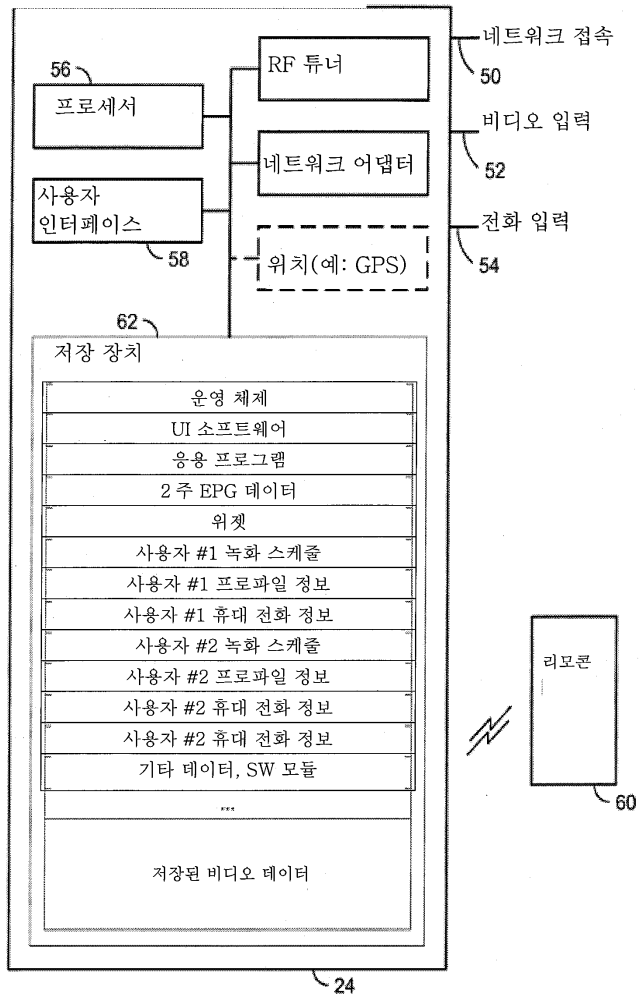 네트워크 접속
50
RF 튜너
56
프로세서
비디오 입력
52
네트워크 어댑터
사용자
인터페이스
58
전화 입력
54
위치(예: GPS)
62
저장 장치
운영 체제
UI 소프트웨어
응용 프로그램
2주 EPG 데이터
위젯
사용자 #1 녹화 스케줄
사용자 #1 프로파일 정보
사용자 #1 휴대 전화 정보
사용자 #2 녹화 스케줄
사용자 #2 프로파일 정보
사용자 #2 휴대 전화 정보
사용자 #2 휴대 전화 정보
기타 데이터, SW 모듈
...
저장된 비디오 데이터
리모콘
60
24